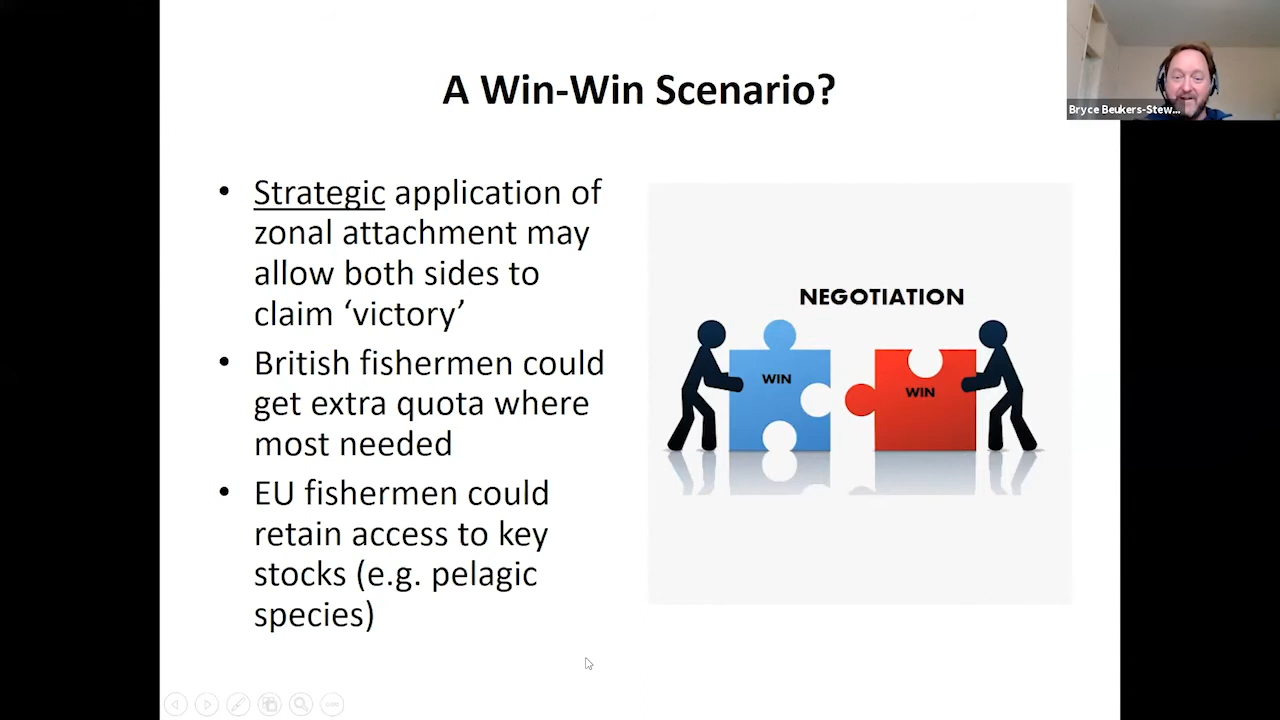 A Win-Win Scenario?
Bryce Beukers-Stew...
• Strategic application of
zonal attachment may
allow both sides to
claim ‘victory’
• British fishermen could
get extra quota where
most needed
• EU fishermen could
retain access to key
stocks (e.g. pelagic
species)
NEGOTIATION
WIN
WIN